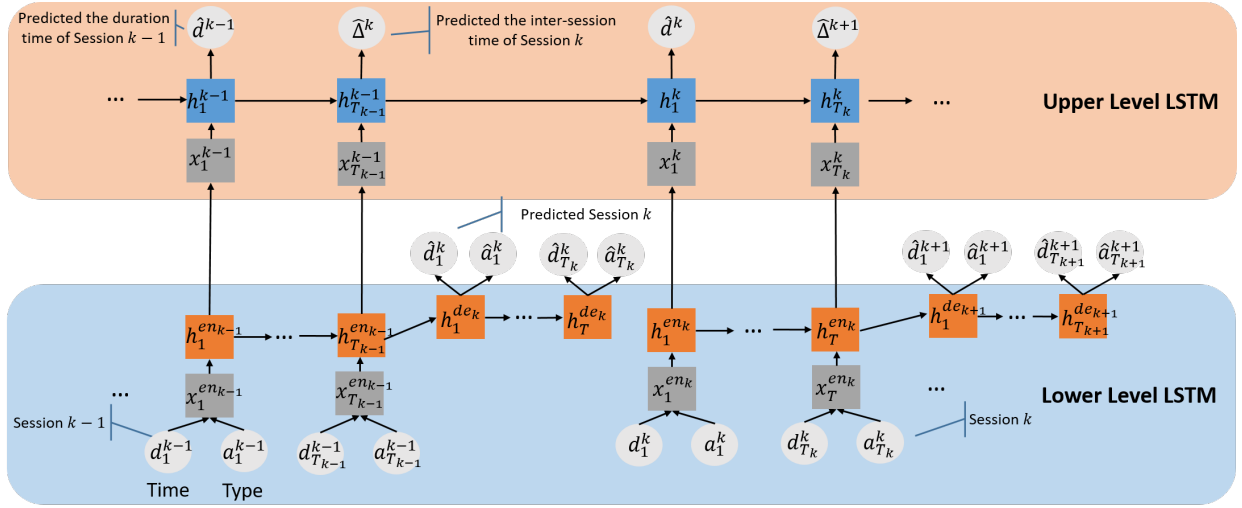 Predicted the duration
time of Session k − 1
d̂^{k−1}
Δ̂^{k}
Predicted the inter-session
time of Session k
d̂^{k}
Δ̂^{k+1}
...
h_1^{k−1}
h_{T_{k−1}}^{k−1}
h_1^{k}
h_{T_k}^{k}
...
Upper Level LSTM
x_1^{k−1}
x_{T_{k−1}}^{k−1}
x_1^{k}
x_{T_k}^{k}
Predicted Session k
d̂_1^{k}
â_1^{k}
d̂_{T_k}^{k}
â_{T_k}^{k}
d̂_1^{k+1}
â_1^{k+1}
d̂_{T_{k+1}}^{k+1}
â_{T_{k+1}}^{k+1}
h_1^{en_{k−1}}
...
h_{T_{k−1}}^{en_{k−1}}
h_1^{de_k}
...
h_T^{de_k}
h_1^{en_k}
...
h_T^{en_k}
h_1^{de_{k+1}}
...
h_{T_{k+1}}^{de_{k+1}}
...
x_1^{en_{k−1}}
x_{T_{k−1}}^{en_{k−1}}
x_1^{en_k}
x_T^{en_k}
...
Lower Level LSTM
Session k − 1
d_1^{k−1}
a_1^{k−1}
d_{T_{k−1}}^{k−1}
a_{T_{k−1}}^{k−1}
d_1^{k}
a_1^{k}
d_{T_k}^{k}
a_{T_k}^{k}
Session k
Time
Type